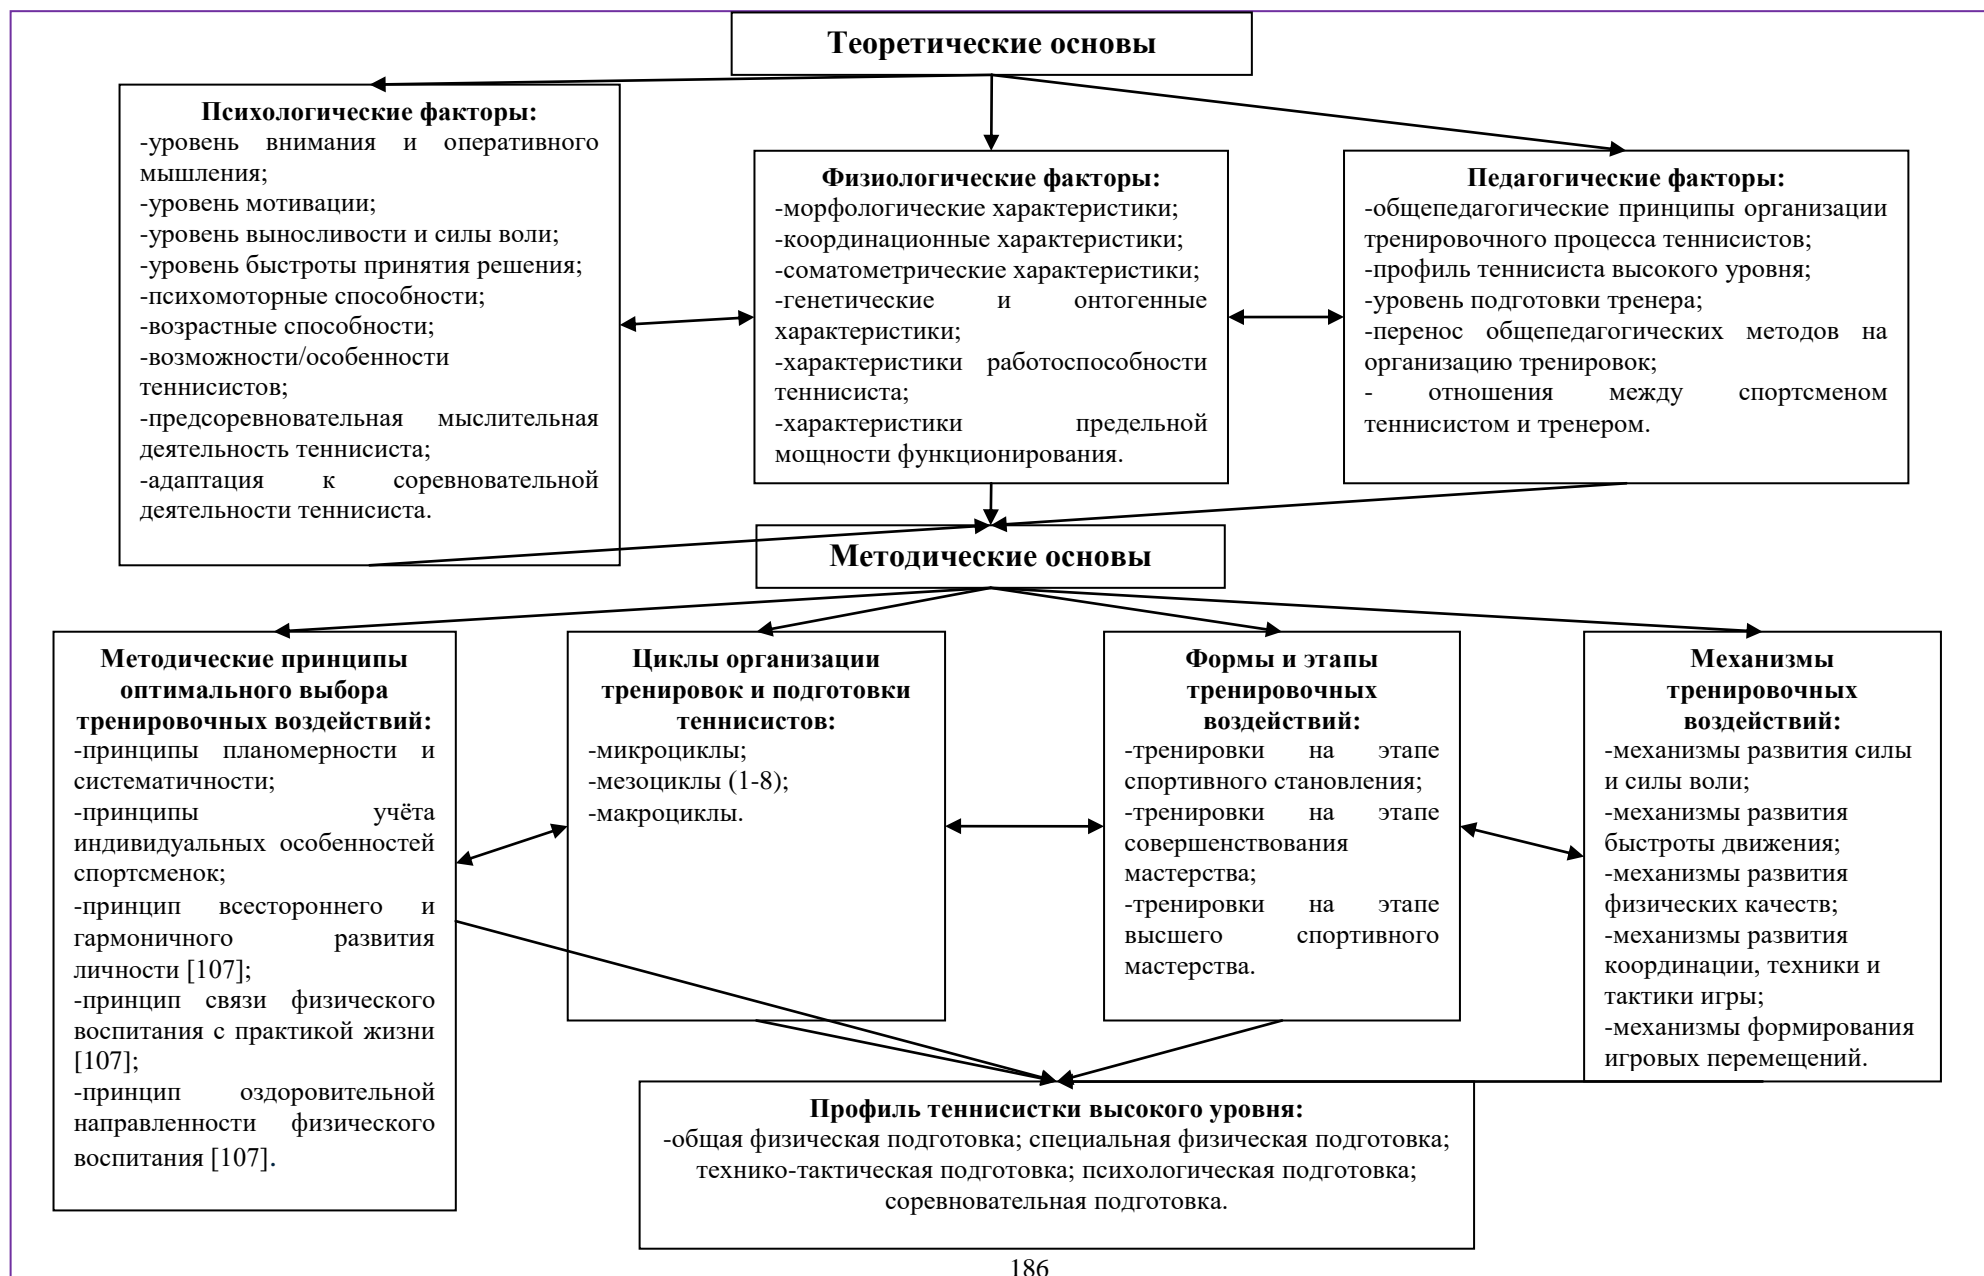 Теоретические основы
Психологические факторы:
-уровень внимания и оперативного
мышления;
-уровень мотивации;
-уровень выносливости и силы воли;
-уровень быстроты принятия решения;
-психомоторные способности;
-возрастные способности;
-возможности/особенности
теннисистов;
-предсоревновательная мыслительная
деятельность теннисиста;
-адаптация к соревновательной
деятельности теннисиста.
Физиологические факторы:
-морфологические характеристики;
-координационные характеристики;
-соматометрические характеристики;
-генетические и онтогенные
характеристики;
-характеристики работоспособности
теннисиста;
-характеристики предельной
мощности функционирования.
Педагогические факторы:
-общепедагогические принципы организации
тренировочного процесса теннисистов;
-профиль теннисиста высокого уровня;
-уровень подготовки тренера;
-перенос общепедагогических методов на
организацию тренировок;
- отношения между спортсменом
теннисистом и тренером.
Методические основы
Методические принципы
оптимального выбора
тренировочных воздействий:
-принципы планомерности и
систематичности;
-принципы учёта
индивидуальных особенностей
спортсменок;
-принцип всестороннего и
гармоничного развития
личности [107];
-принцип связи физического
воспитания с практикой жизни
[107];
-принцип оздоровительной
направленности физического
воспитания [107].
Циклы организации
тренировок и подготовки
теннисистов:
-микроциклы;
-мезоциклы (1-8);
-макроциклы.
Формы и этапы
тренировочных
воздействий:
-тренировки на этапе
спортивного становления;
-тренировки на этапе
совершенствования
мастерства;
-тренировки на этапе
высшего спортивного
мастерства.
Механизмы
тренировочных
воздействий:
-механизмы развития силы
и силы воли;
-механизмы развития
быстроты движения;
-механизмы развития
физических качеств;
-механизмы развития
координации, техники и
тактики игры;
-механизмы формирования
игровых перемещений.
Профиль теннисистки высокого уровня:
-общая физическая подготовка; специальная физическая подготовка;
технико-тактическая подготовка; психологическая подготовка;
соревновательная подготовка.
186